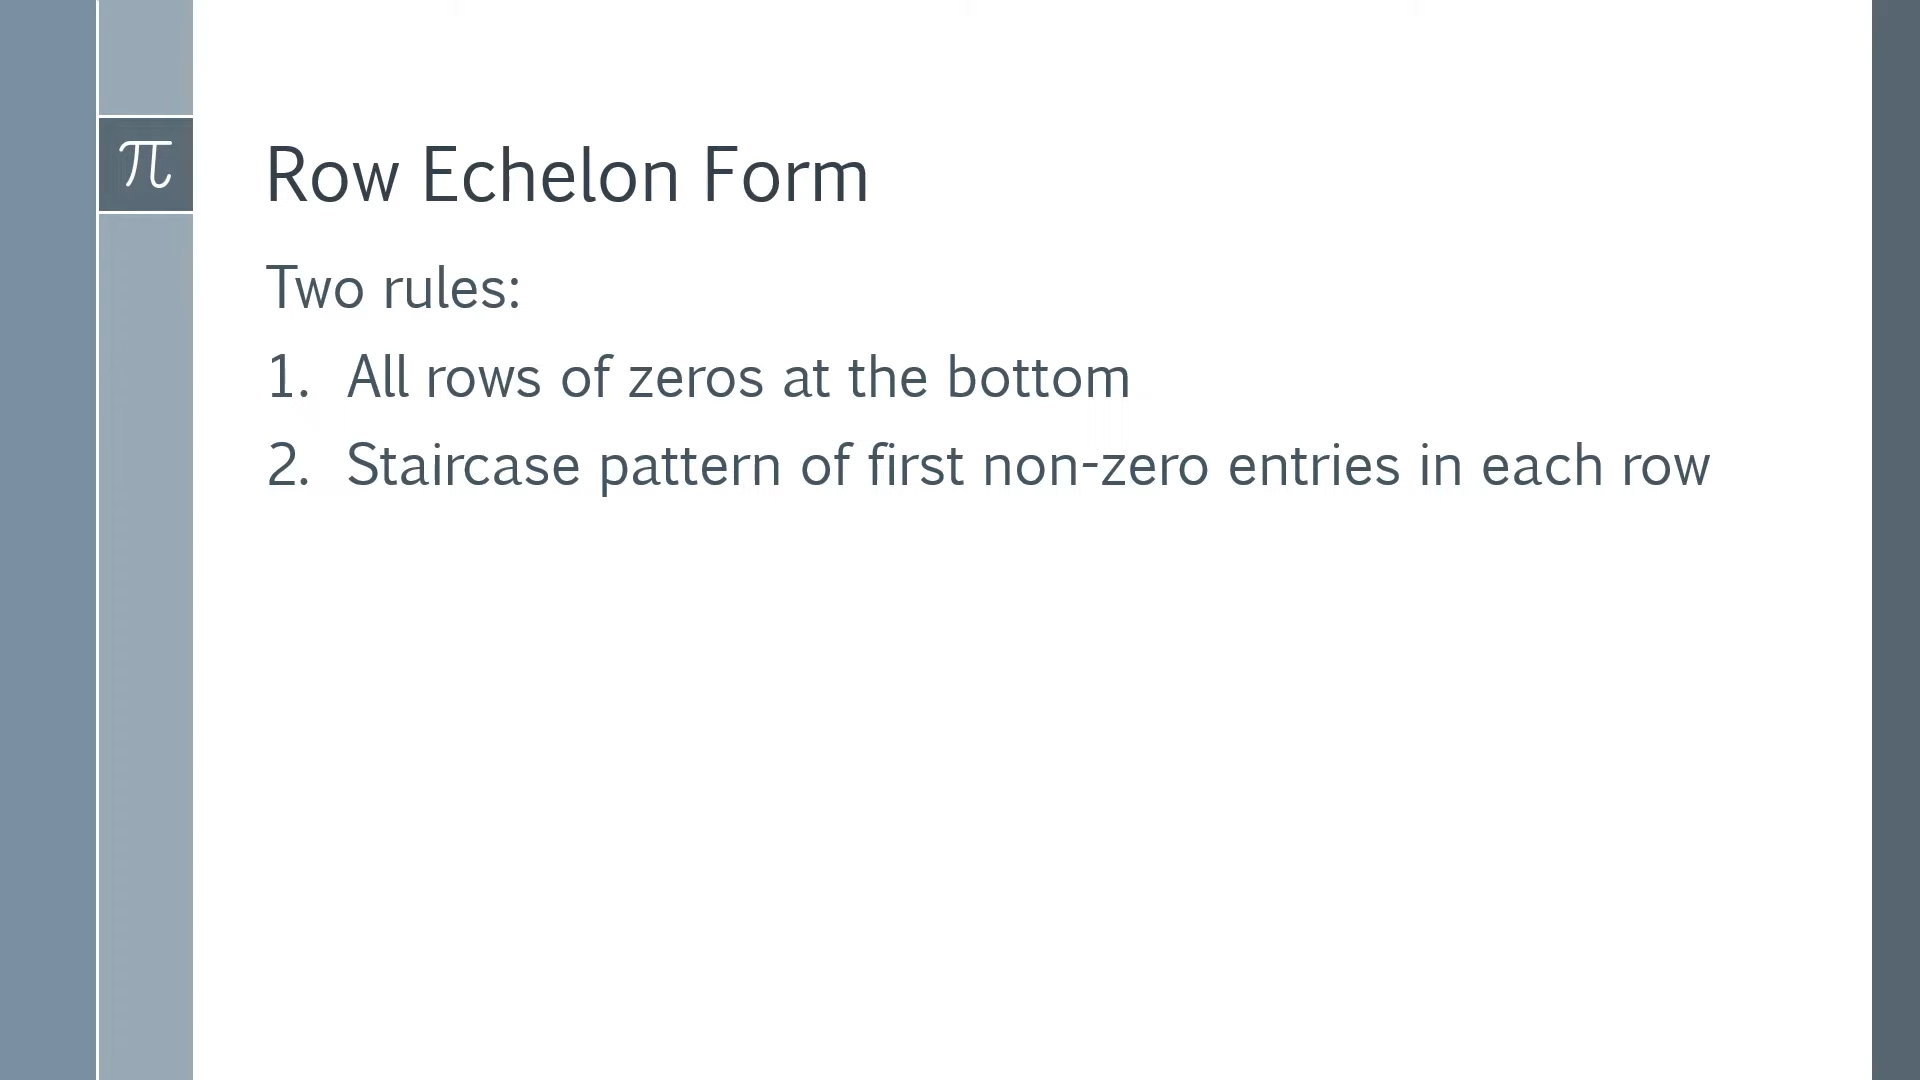 π
Row Echelon Form
Two rules:
1. All rows of zeros at the bottom
2. Staircase pattern of first non-zero entries in each row